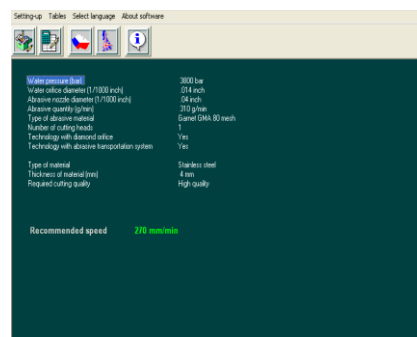 Setting-up Tables Select language About software
Water pressure (bar) 3800 bar
Water orifice diameter (1/1000 inch) .014 inch
Abrasive nozzle diameter (1/1000 inch) .04 inch
Abrasive quantity (g/min) 310 g/min
Type of abrasive material Garnet GMA 80 mesh
Number of cutting heads 1
Technology with diamond orifice Yes
Technology with abrasive transportation system Yes
Type of material Stainless steel
Thickness of material (mm) 4 mm
Required cutting quality High quality
Recommended speed 270 mm/min